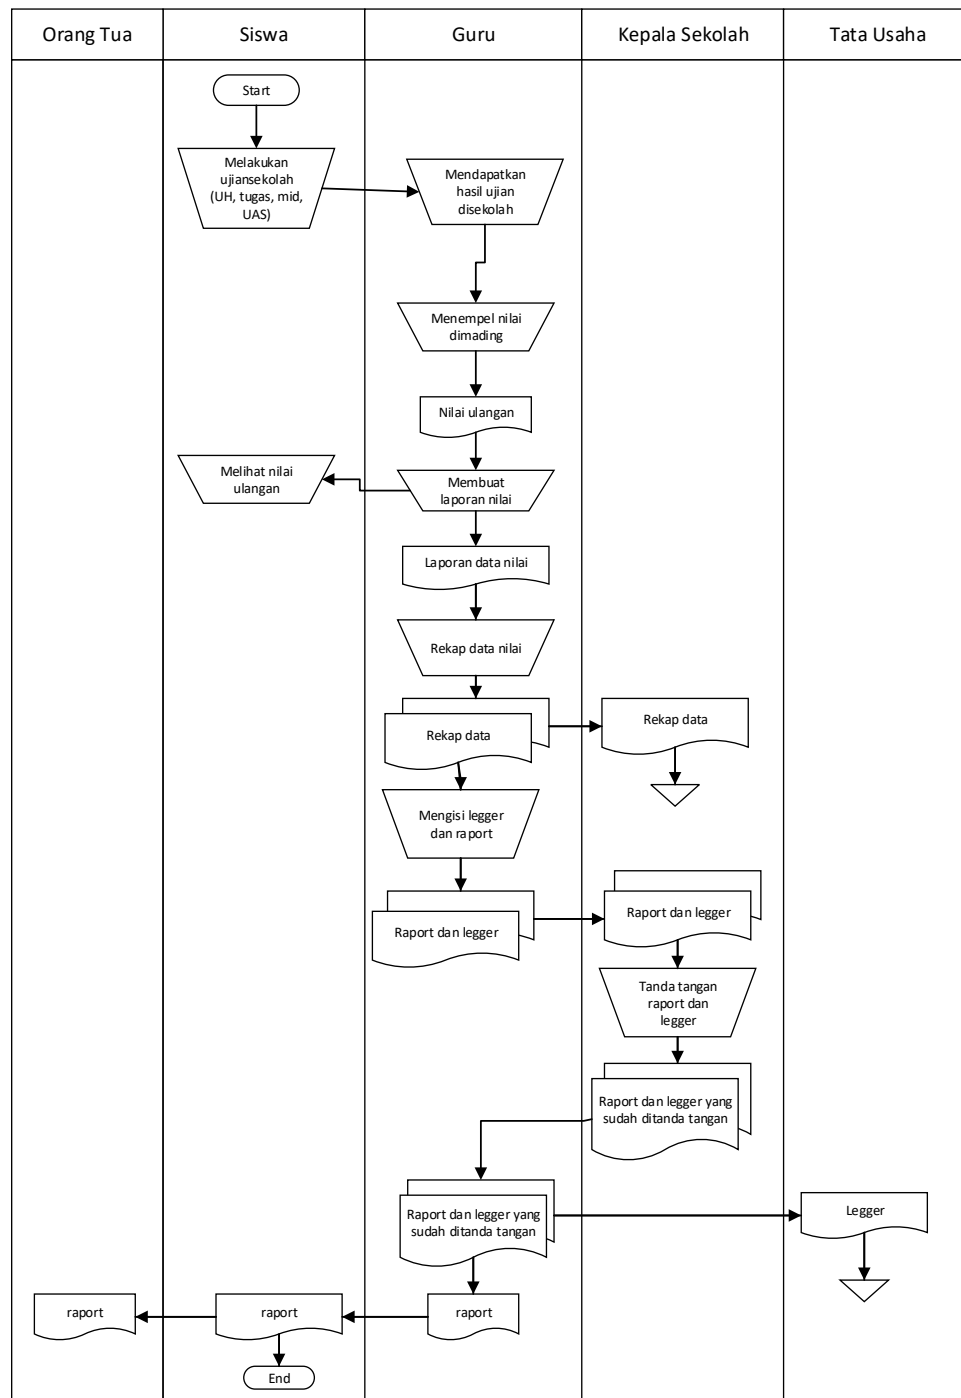 Orang Tua
Siswa
Guru
Kepala Sekolah
Tata Usaha
Start
Melakukan
ujiansekolah
(UH, tugas, mid,
UAS)
Mendapatkan
hasil ujian
disekolah
Menempel nilai
dimading
Nilai ulangan
Melihat nilai
ulangan
Membuat
laporan nilai
Laporan data nilai
Rekap data nilai
Rekap data
Rekap data
Mengisi legger
dan raport
Raport dan legger
Raport dan legger
Tanda tangan
raport dan
legger
Raport dan legger yang
sudah ditanda tangan
Raport dan legger yang
sudah ditanda tangan
Legger
raport
raport
raport
End